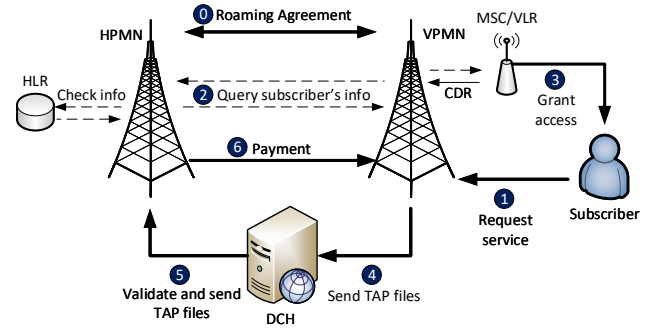 0 Roaming Agreement
HPMN
VPMN
MSC/VLR
HLR
Check info
2 Query subscriber's info
CDR
3
Grant
access
6 Payment
1
Request
service
Subscriber
5
Validate and send
TAP files
4
Send TAP files
DCH